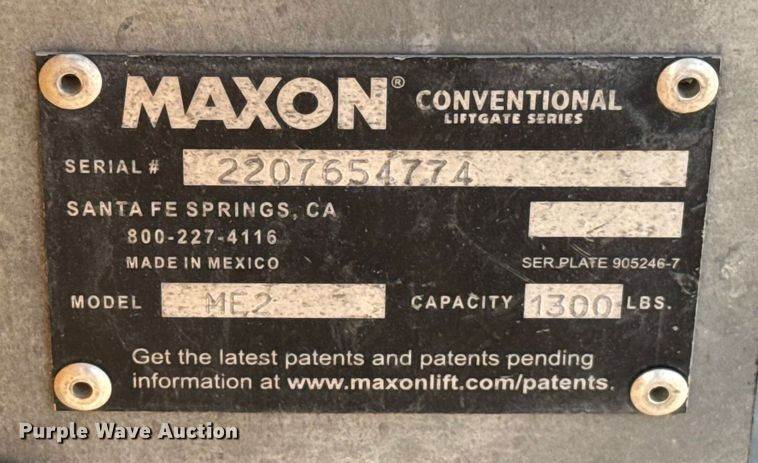 MAXON® CONVENTIONAL
LIFTGATE SERIES
SERIAL # 2207654774
SANTA FE SPRINGS, CA
800-227-4116
MADE IN MEXICO
SER PLATE 905246-7
MODEL ME2 CAPACITY 1300 LBS.
Get the latest patents and patents pending
information at www.maxonlift.com/patents.
Purple Wave Auction